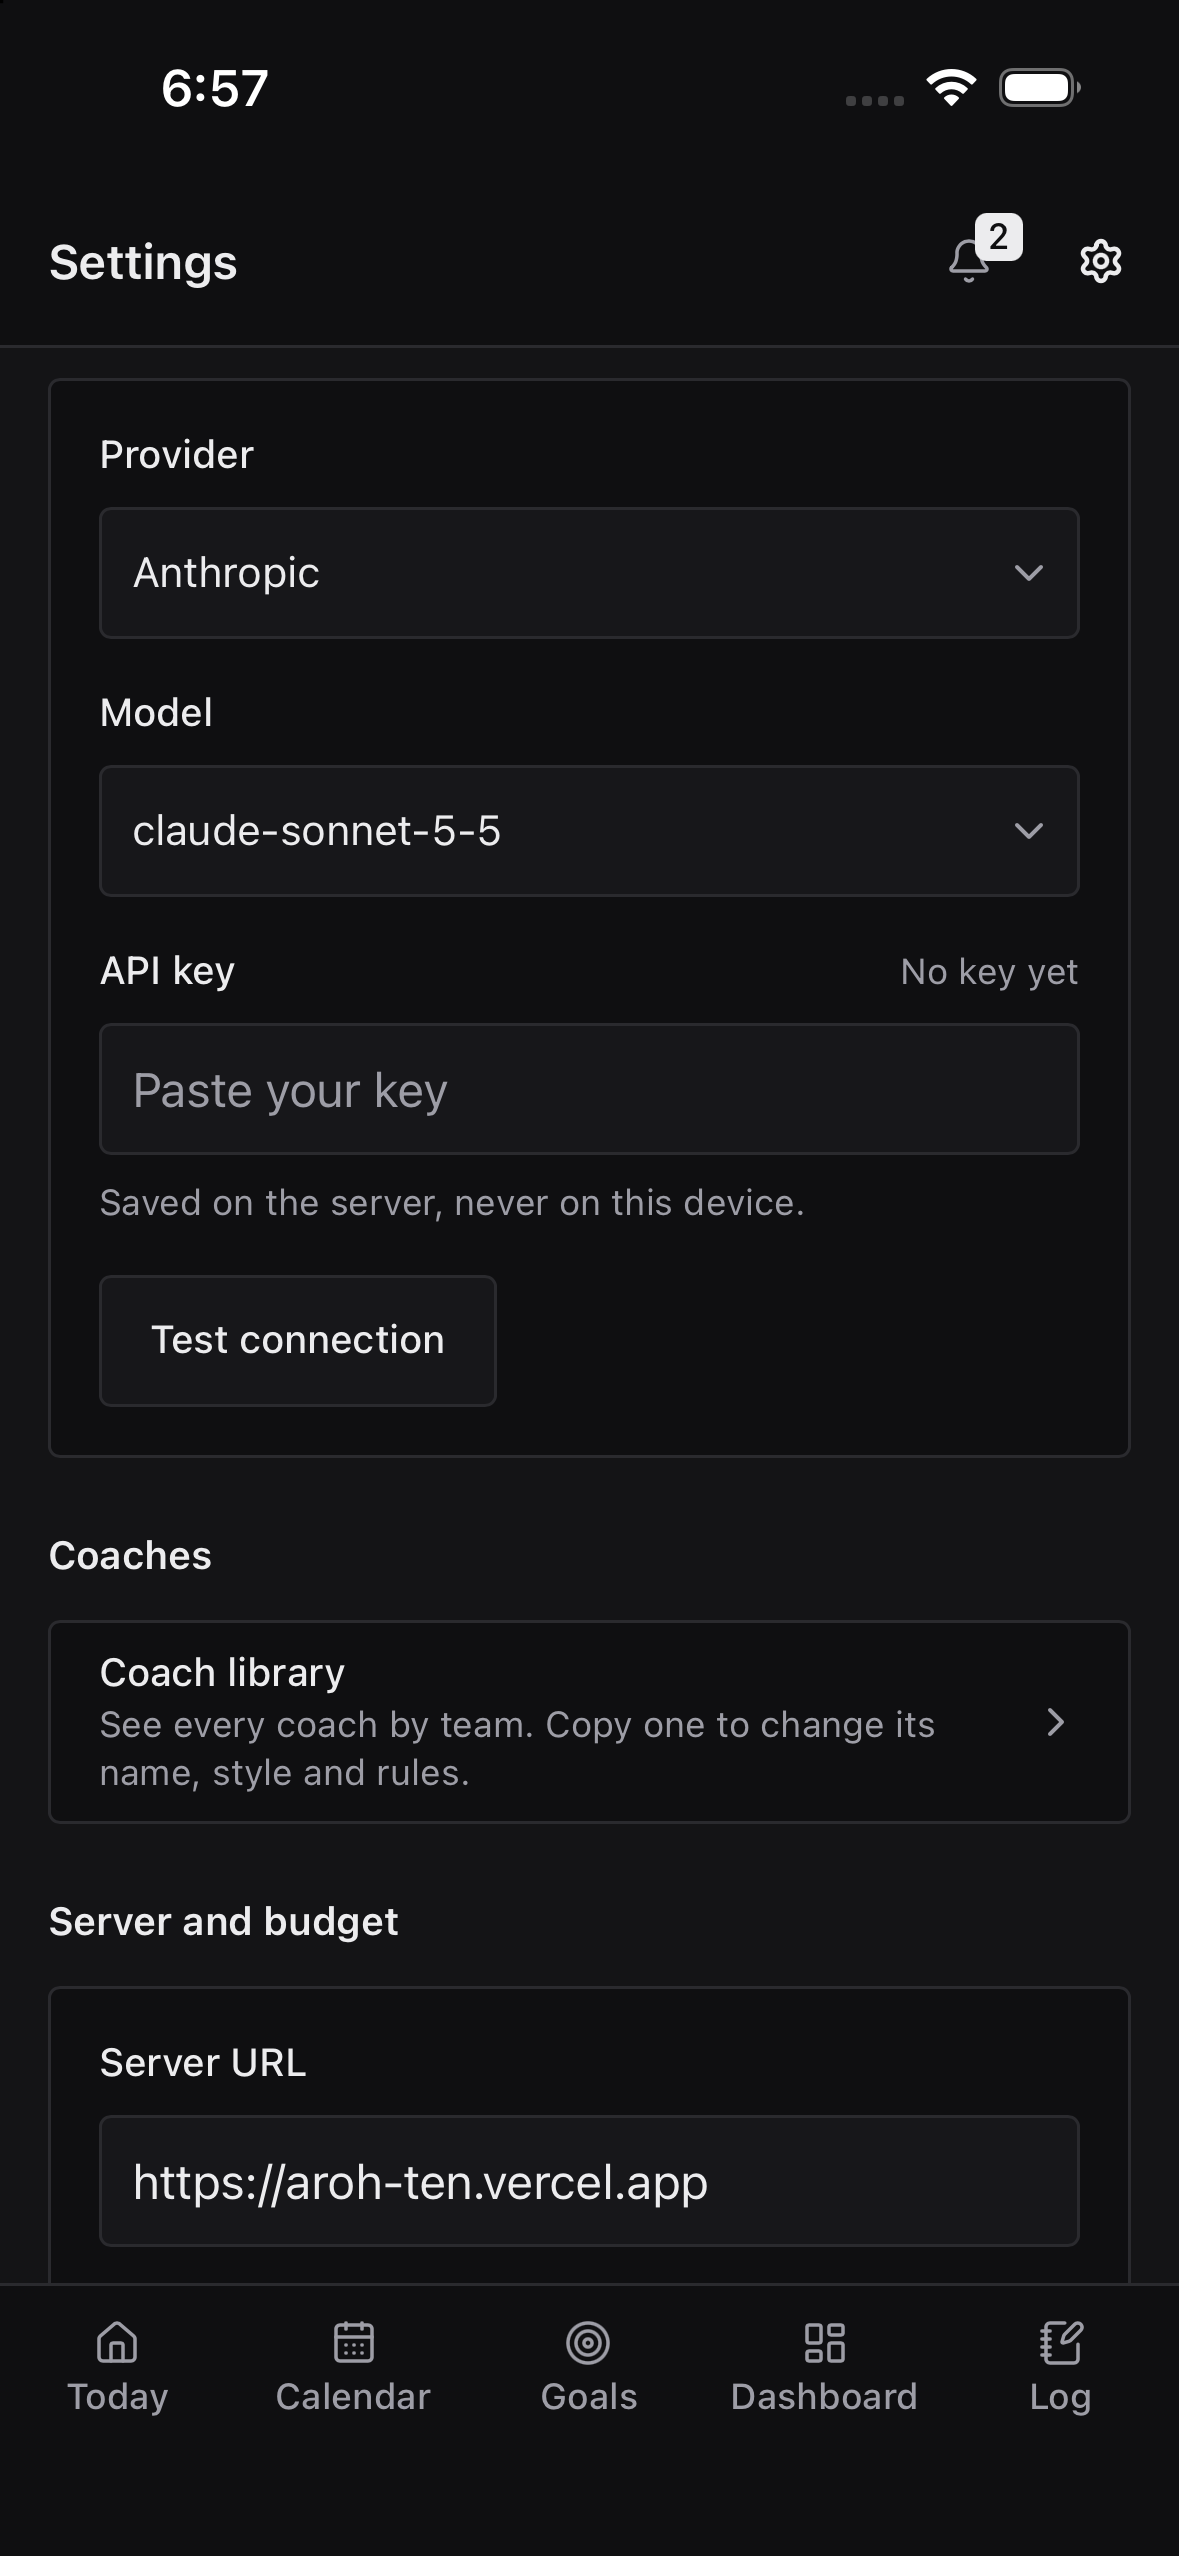 6:57
Settings
2
Provider
Anthropic
Model
claude-sonnet-5-5
API key
No key yet
Paste your key
Saved on the server, never on this device.
Test connection
Coaches
Coach library
See every coach by team. Copy one to change its
name, style and rules.
Server and budget
Server URL
https://aroh-ten.vercel.app
Today
Calendar
Goals
Dashboard
Log